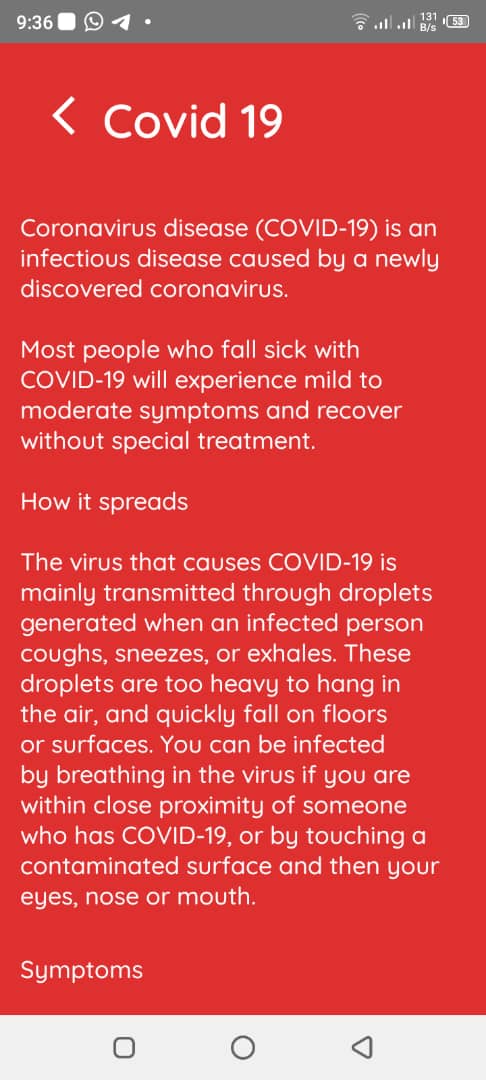 9:36
131
B/s
53
Covid 19
Coronavirus disease (COVID-19) is an
infectious disease caused by a newly
discovered coronavirus.
Most people who fall sick with
COVID-19 will experience mild to
moderate symptoms and recover
without special treatment.
How it spreads
The virus that causes COVID-19 is
mainly transmitted through droplets
generated when an infected person
coughs, sneezes, or exhales. These
droplets are too heavy to hang in
the air, and quickly fall on floors
or surfaces. You can be infected
by breathing in the virus if you are
within close proximity of someone
who has COVID-19, or by touching a
contaminated surface and then your
eyes, nose or mouth.
Symptoms